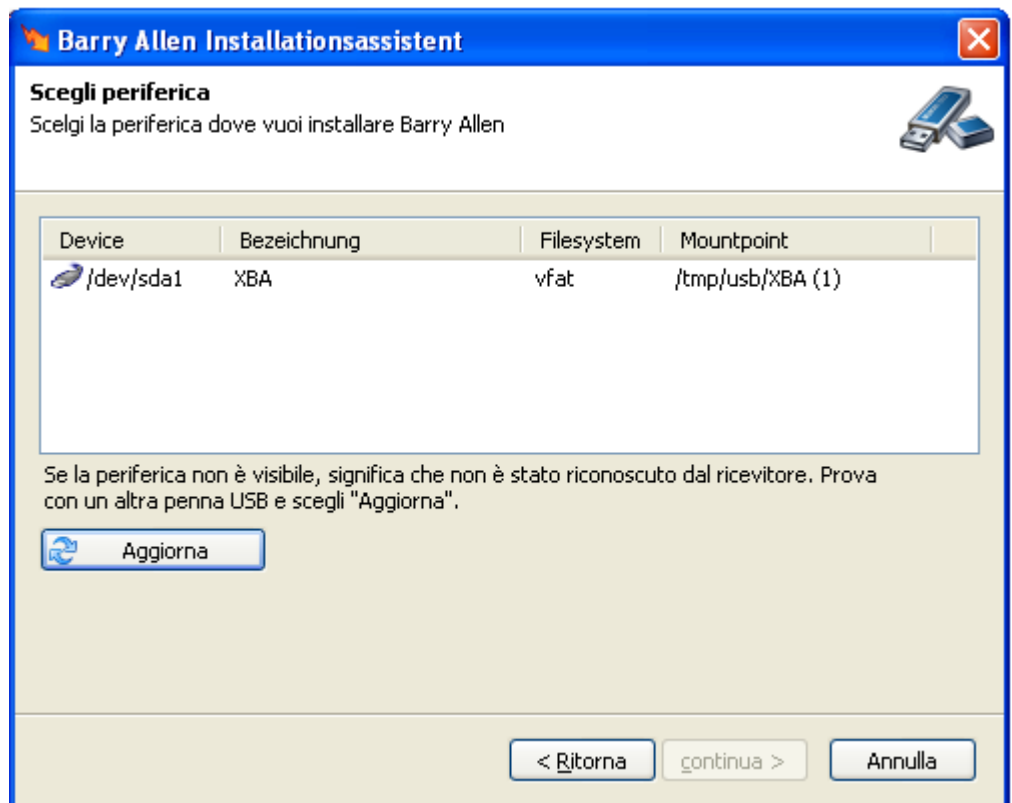 Barry Allen Installationsassistent
Scegli periferica
Scelgi la periferica dove vuoi installare Barry Allen
Device Bezeichnung Filesystem Mountpoint
/dev/sda1 XBA vfat /tmp/usb/XBA (1)
Se la periferica non è visibile, significa che non è stato riconoscuto dal ricevitore. Prova
con un altra penna USB e scegli "Aggiorna".
Aggiorna
< Ritorna continua > Annulla